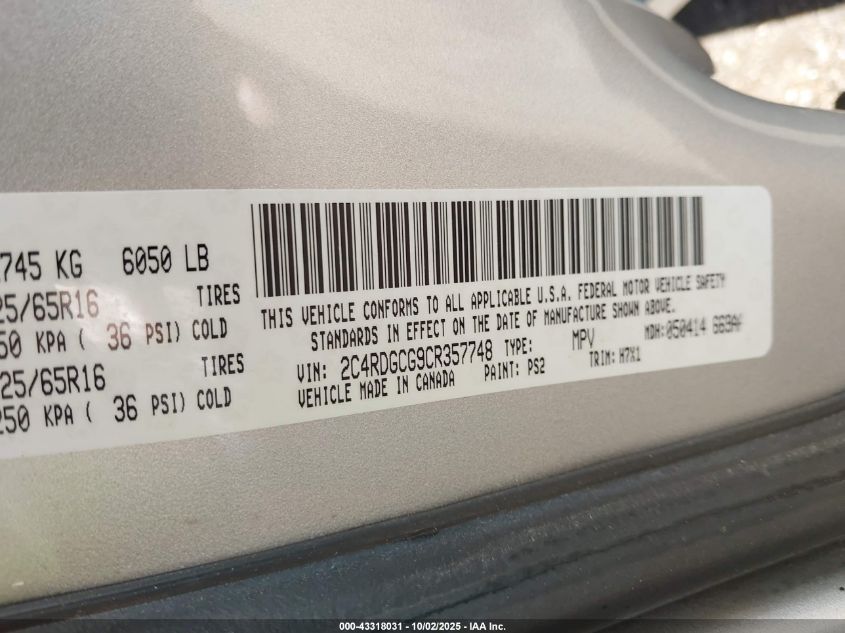 745 KG 6050 LB
25/65R16 TIRES
50 KPA ( 36 PSI) COLD
25/65R16 TIRES
250 KPA ( 36 PSI) COLD
THIS VEHICLE CONFORMS TO ALL APPLICABLE U.S.A. FEDERAL MOTOR VEHICLE SAFETY
STANDARDS IN EFFECT ON THE DATE OF MANUFACTURE SHOWN ABOVE.
VIN: 2C4RDGCG9CR357748 TYPE: MPV MDH: 050414
VEHICLE MADE IN CANADA PAINT: PS2 TRIM: H7X1
000-43318031 - 10/02/2025 - IAA Inc.